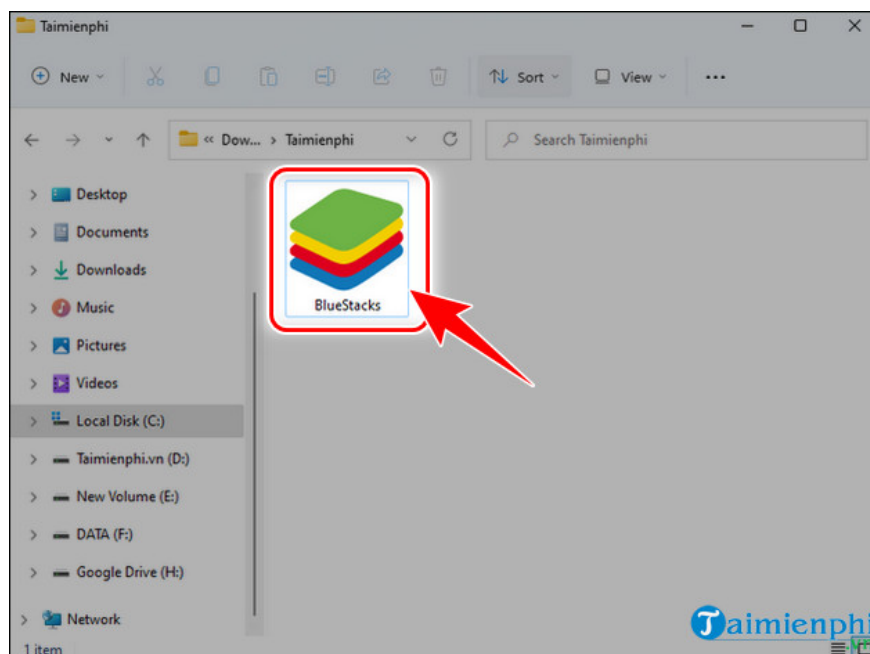 Taimienphi
New Sort View
Dow... Taimienphi Search Taimienphi
Desktop
Documents
Downloads
Music
Pictures
Videos
Local Disk (C:)
Taimienphi.vn (D:)
New Volume (E:)
DATA (F:)
Google Drive (H:)
Network
BlueStacks
1 item
Taimienphi